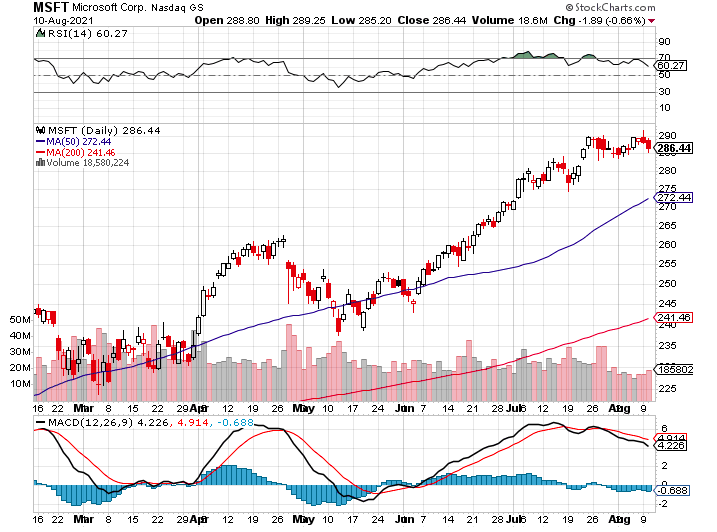 MSFT Microsoft Corp. Nasdaq GS © StockCharts.com
10-Aug-2021 Open 288.80 High 289.25 Low 285.20 Close 286.44 Volume 18.6M Chg -1.89 (-0.66%)
RSI(14) 60.27
90
70
60.27
50
30
10
MSFT (Daily) 286.44
MA(50) 272.44
MA(200) 241.46
Volume 18,580,224
290
286.44
285
280
275
272.44
270
265
260
255
250
245
241.46
240
235
230
225
50M
40M
30M
20M
10M
185802
16 22 Mar 8 15 22 29 Apr 12 19 26 May 10 17 24 Jun 7 14 21 28 Jul 12 19 26 Aug 9
MACD(12,26,9) 4.226, 4.914, -0.688
6
4.914
4.226
2
0
-0.688
-2
16 22 Mar 8 15 22 29 Apr 12 19 26 May 10 17 24 Jun 7 14 21 28 Jul 12 19 26 Aug 9